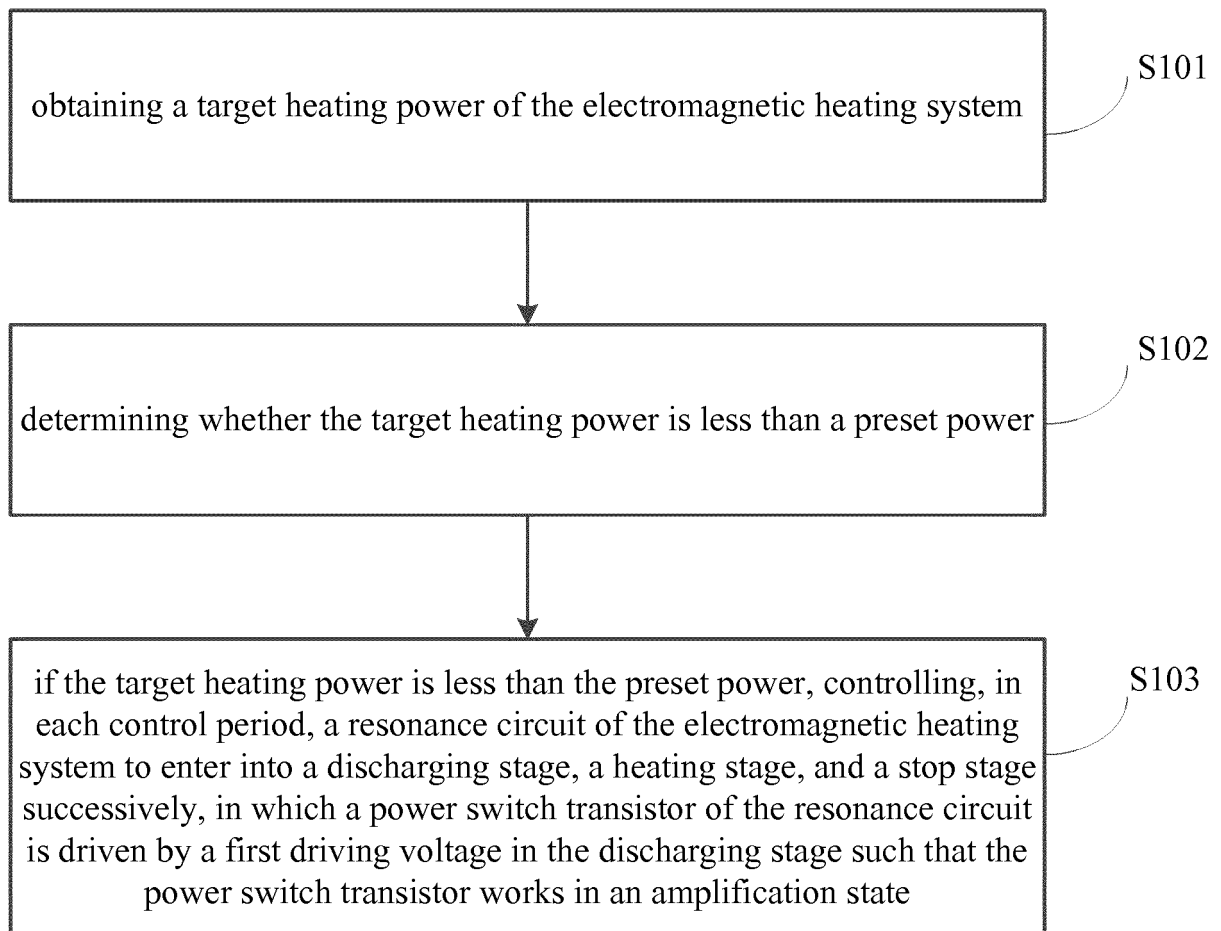 obtaining a target heating power of the electromagnetic heating system
S101
determining whether the target heating power is less than a preset power
S102
if the target heating power is less than the preset power, controlling, in
each control period, a resonance circuit of the electromagnetic heating
system to enter into a discharging stage, a heating stage, and a stop stage
successively, in which a power switch transistor of the resonance circuit
is driven by a first driving voltage in the discharging stage such that the
power switch transistor works in an amplification state
S103